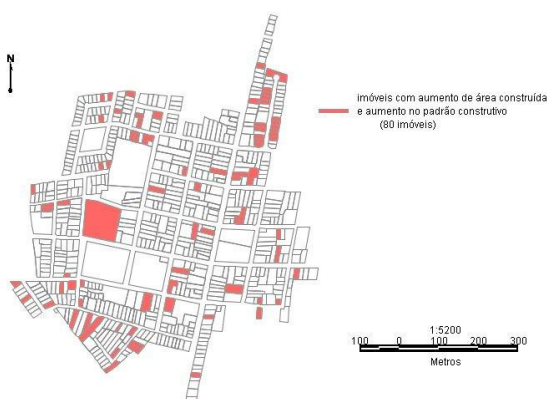 N
imóveis com aumento de área construída
e aumento no padrão construtivo
(80 imóveis)
1:5200
100 0 100 200 300
Metros